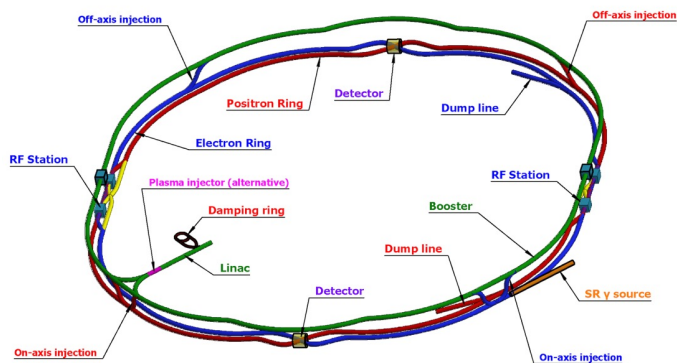 Off-axis injection
Off-axis injection
Detector
Positron Ring
Dump line
Electron Ring
RF Station
Plasma injector (alternative)
RF Station
Damping ring
Booster
Dump line
Linac
Detector
SR γ source
On-axis injection
On-axis injection